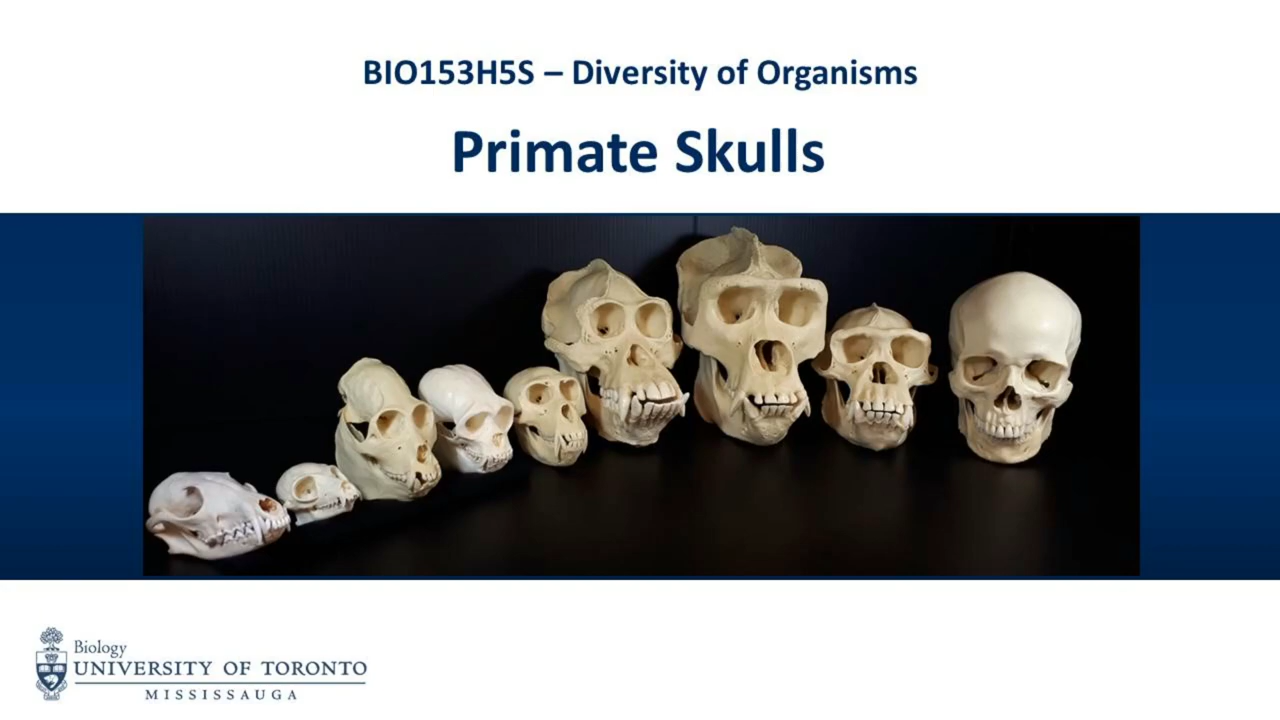 BIO153H5S – Diversity of Organisms
Primate Skulls
Biology
UNIVERSITY OF TORONTO
MISSISSAUGA